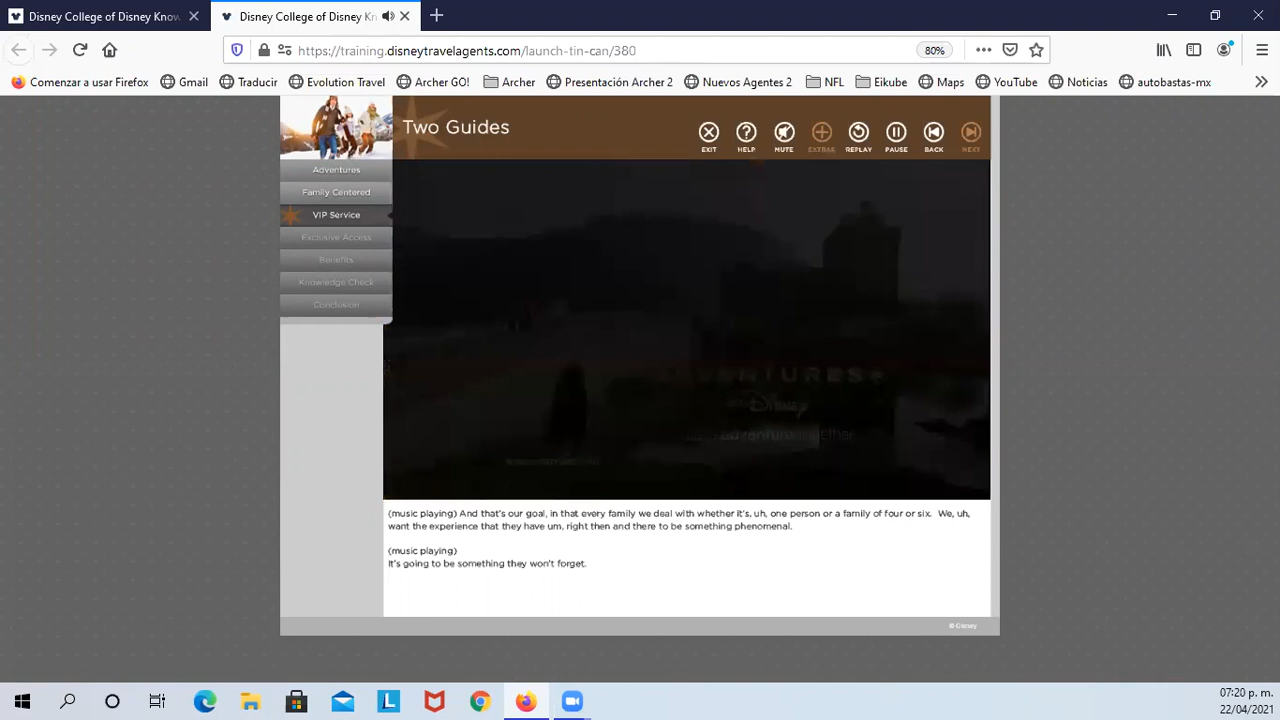 Disney College of Disney Know
Disney College of Disney Kn
https://training.disneytravelagents.com/launch-tin-can/380
80%
Comenzar a usar Firefox
Gmail
Traducir
Evolution Travel
Archer GO!
Archer
Presentación Archer 2
Nuevos Agentes 2
NFL
Eikube
Maps
YouTube
Noticias
autobastas-mx
Two Guides
EXIT
HELP
MUTE
EXTRAS
REPLAY
PAUSE
BACK
NEXT
Adventures
Family Centered
VIP Service
Exclusive Access
Benefits
Knowledge Check
Conclusion
ADVENTURES
Disney
(music playing) And that's our goal, in that every family we deal with whether it's, uh, one person or a family of four or six. We, uh,
want the experience that they have um, right then and there to be something phenomenal.
(music playing)
It's going to be something they won't forget.
© Disney
07:20 p. m.
22/04/2021